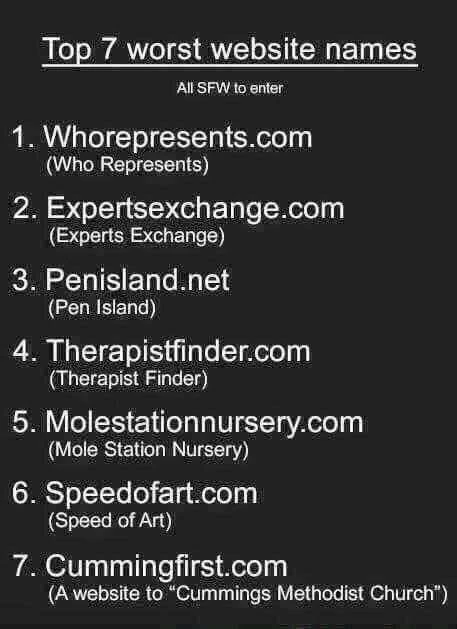 Top 7 worst website names
All SFW to enter
1. Whorepresents.com
(Who Represents)
2. Expertsexchange.com
(Experts Exchange)
3. Penisland.net
(Pen Island)
4. Therapistfinder.com
(Therapist Finder)
5. Molestationnursery.com
(Mole Station Nursery)
6. Speedofart.com
(Speed of Art)
7. Cummingfirst.com
(A website to “Cummings Methodist Church”)